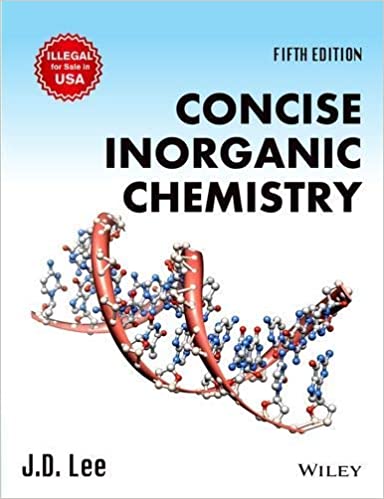 ILLEGAL
for Sale in
USA
FIFTH EDITION
CONCISE
INORGANIC
CHEMISTRY
J.D. Lee
WILEY